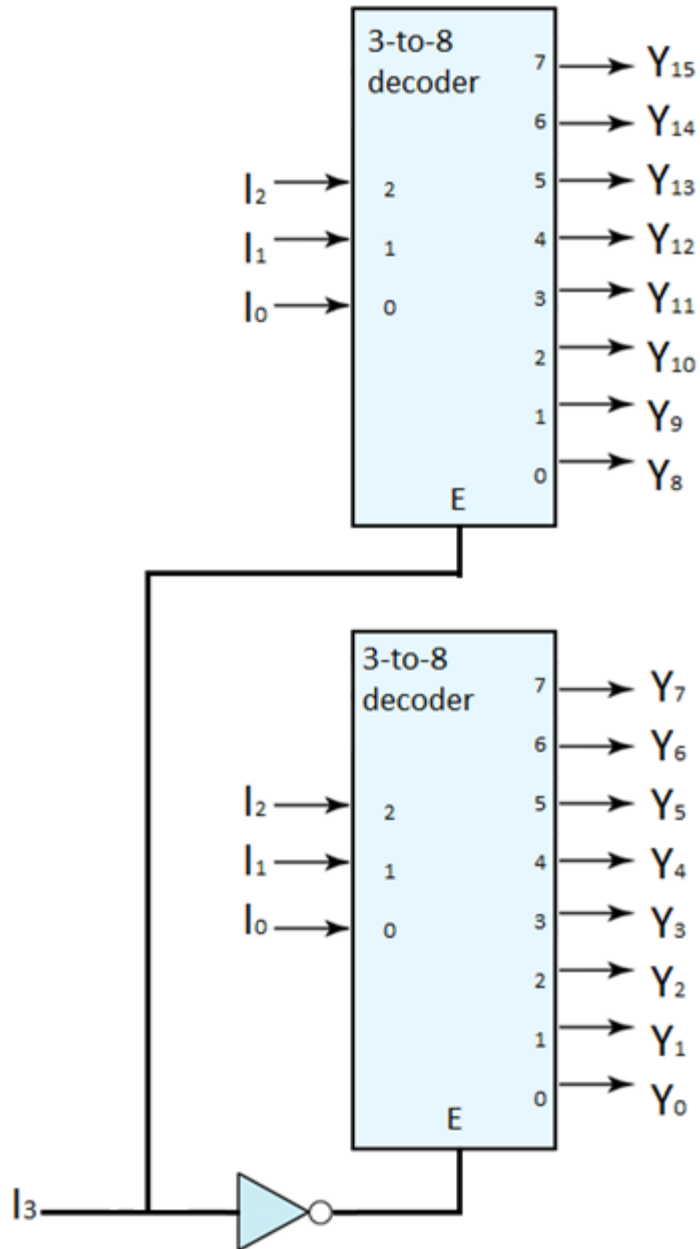 3-to-8
decoder
7 Y₁₅
6 Y₁₄
I₂ 2 5 Y₁₃
I₁ 1 4 Y₁₂
I₀ 0 3 Y₁₁
2 Y₁₀
1 Y₉
0 Y₈
E
3-to-8
decoder
7 Y₇
6 Y₆
I₂ 2 5 Y₅
I₁ 1 4 Y₄
I₀ 0 3 Y₃
2 Y₂
1 Y₁
0 Y₀
E
I₃